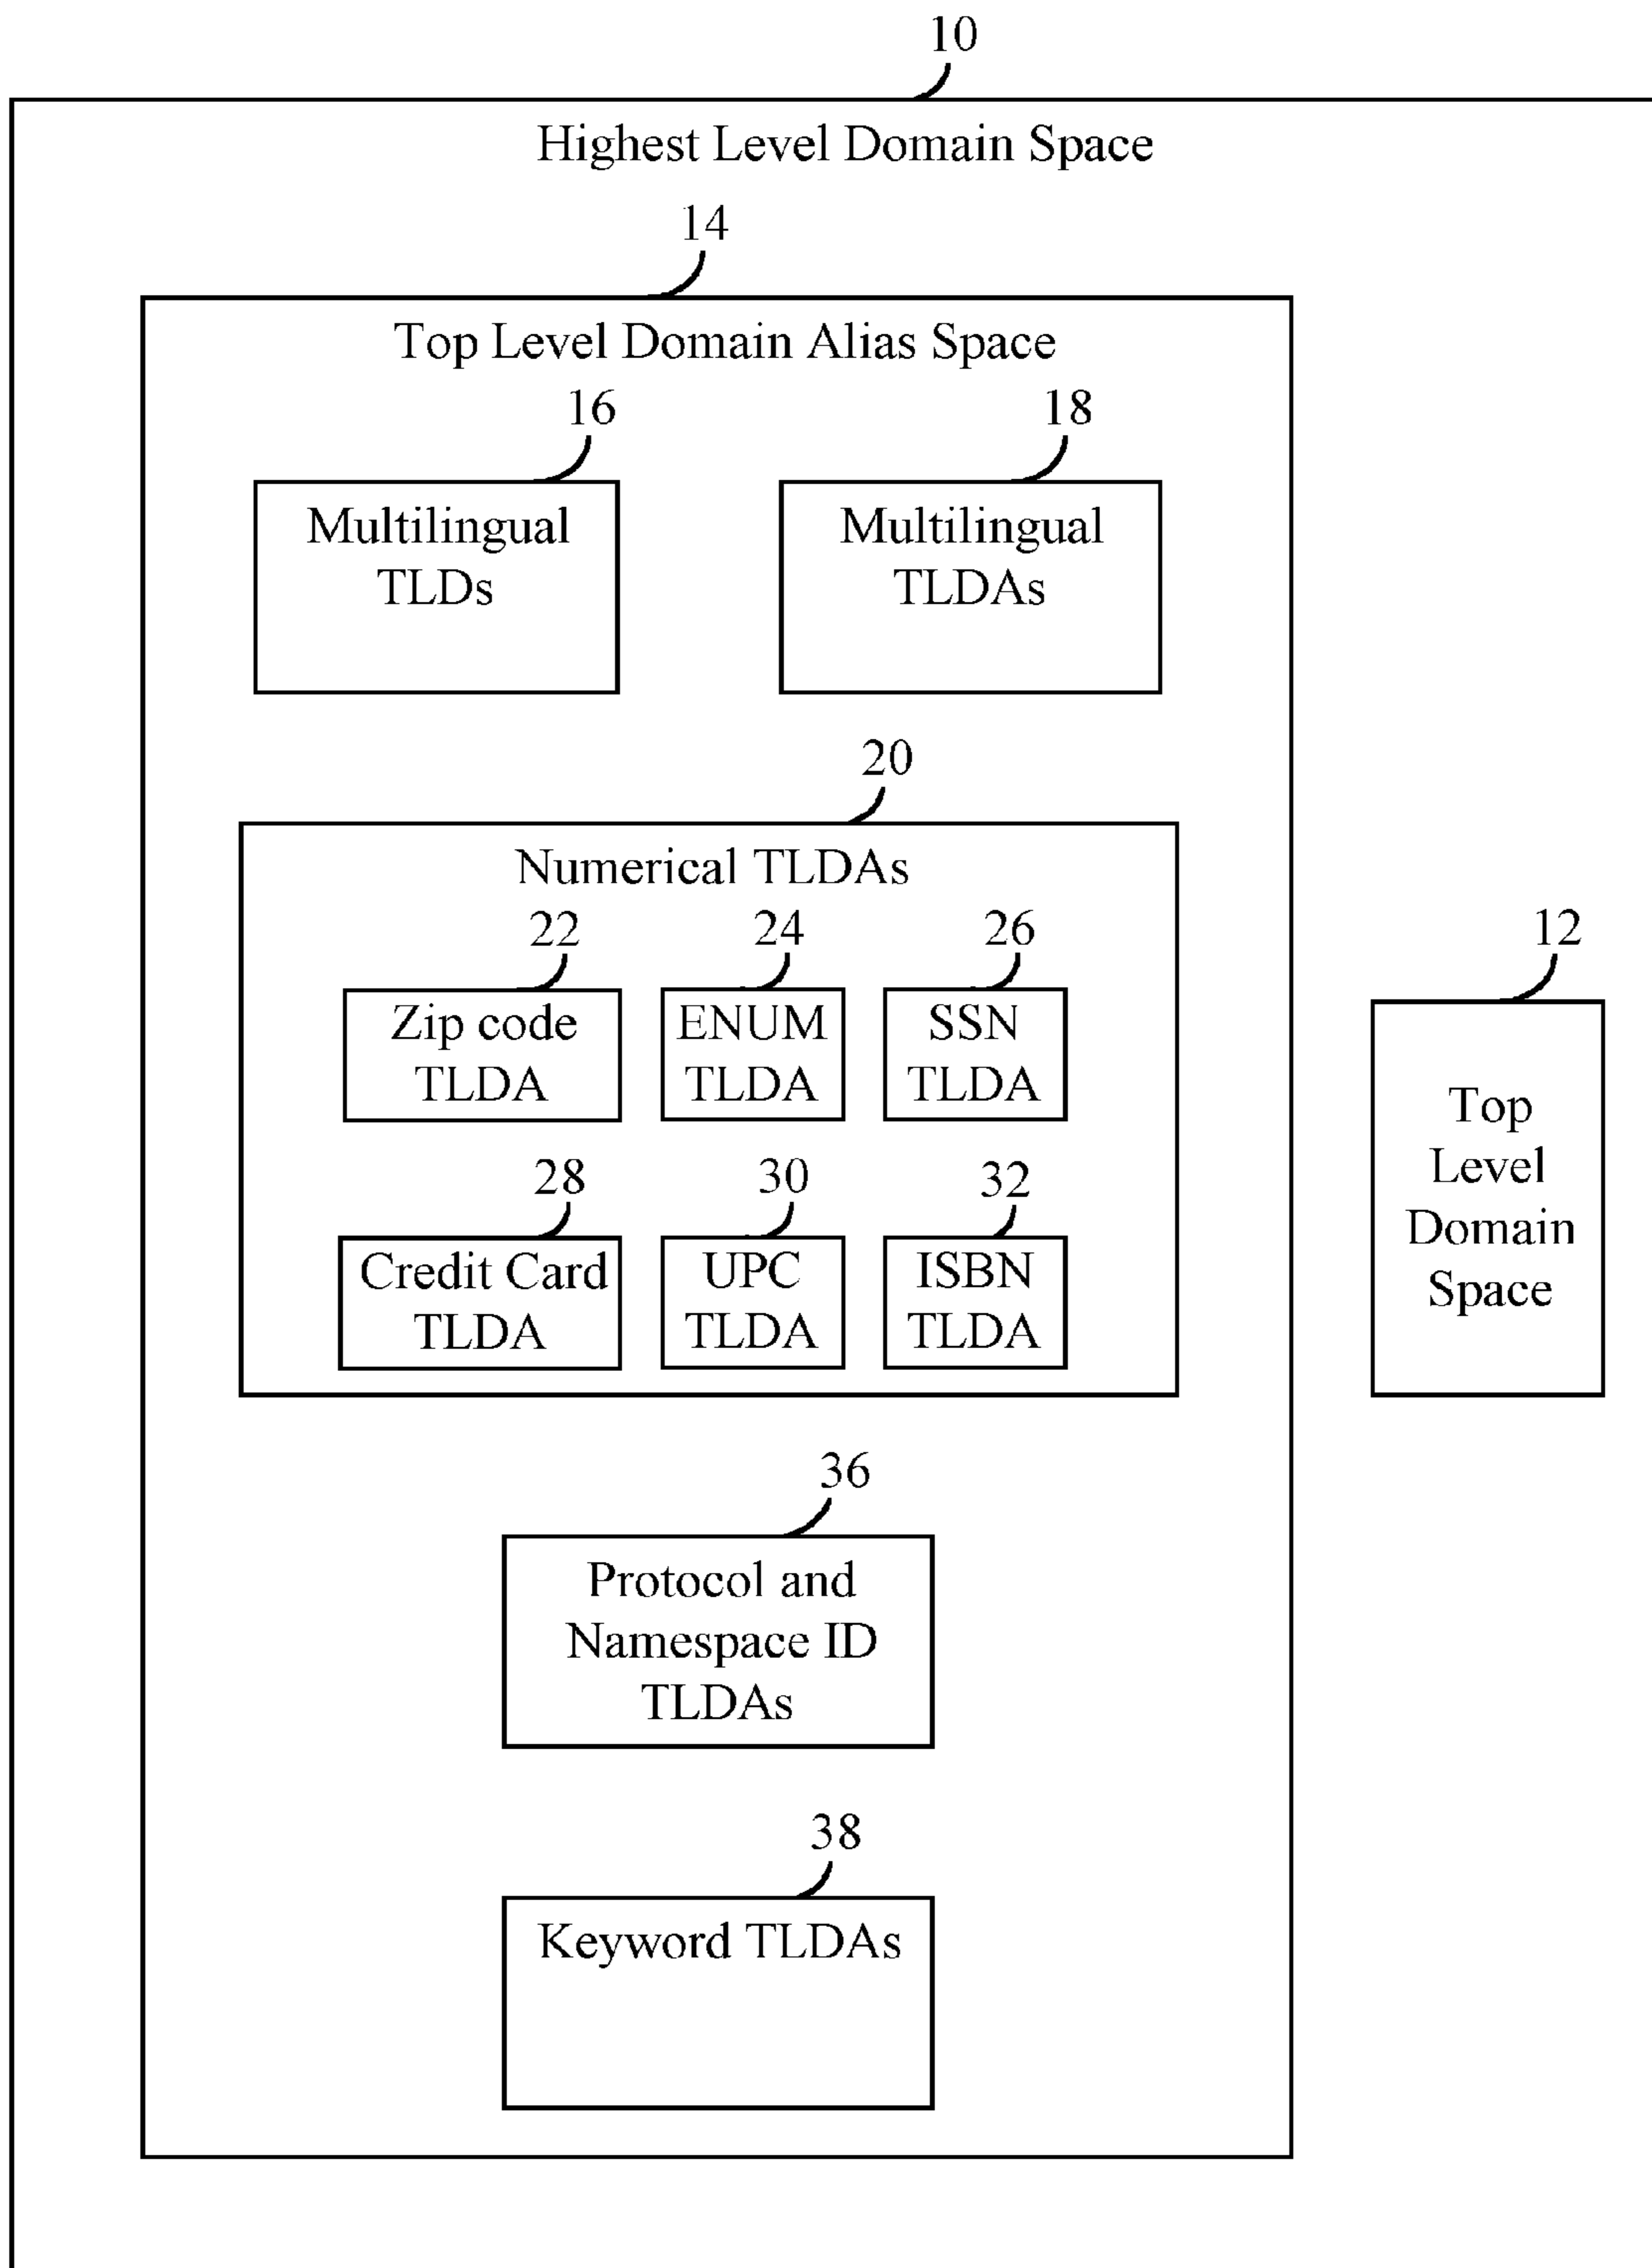 10
Highest Level Domain Space
14
Top Level Domain Alias Space
16
18
Multilingual
TLDs
Multilingual
TLDAs
20
Numerical TLDAs
22
24
26
Zip code
TLDA
ENUM
TLDA
SSN
TLDA
28
30
32
Credit Card
TLDA
UPC
TLDA
ISBN
TLDA
12
Top
Level
Domain
Space
36
Protocol and
Namespace ID
TLDAs
38
Keyword TLDAs